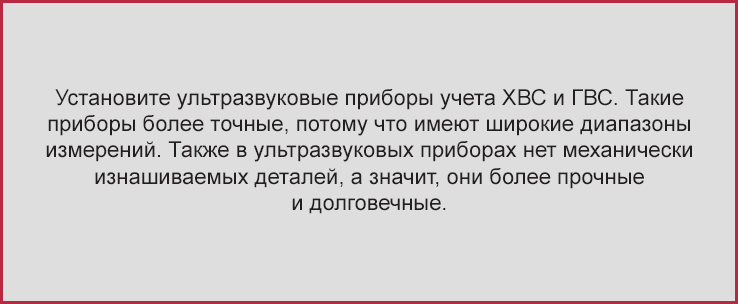 Установите ультразвуковые приборы учета ХВС и ГВС. Такие
приборы более точные, потому что имеют широкие диапазоны
измерений. Также в ультразвуковых приборах нет механически
изнашиваемых деталей, а значит, они более прочные
и долговечные.